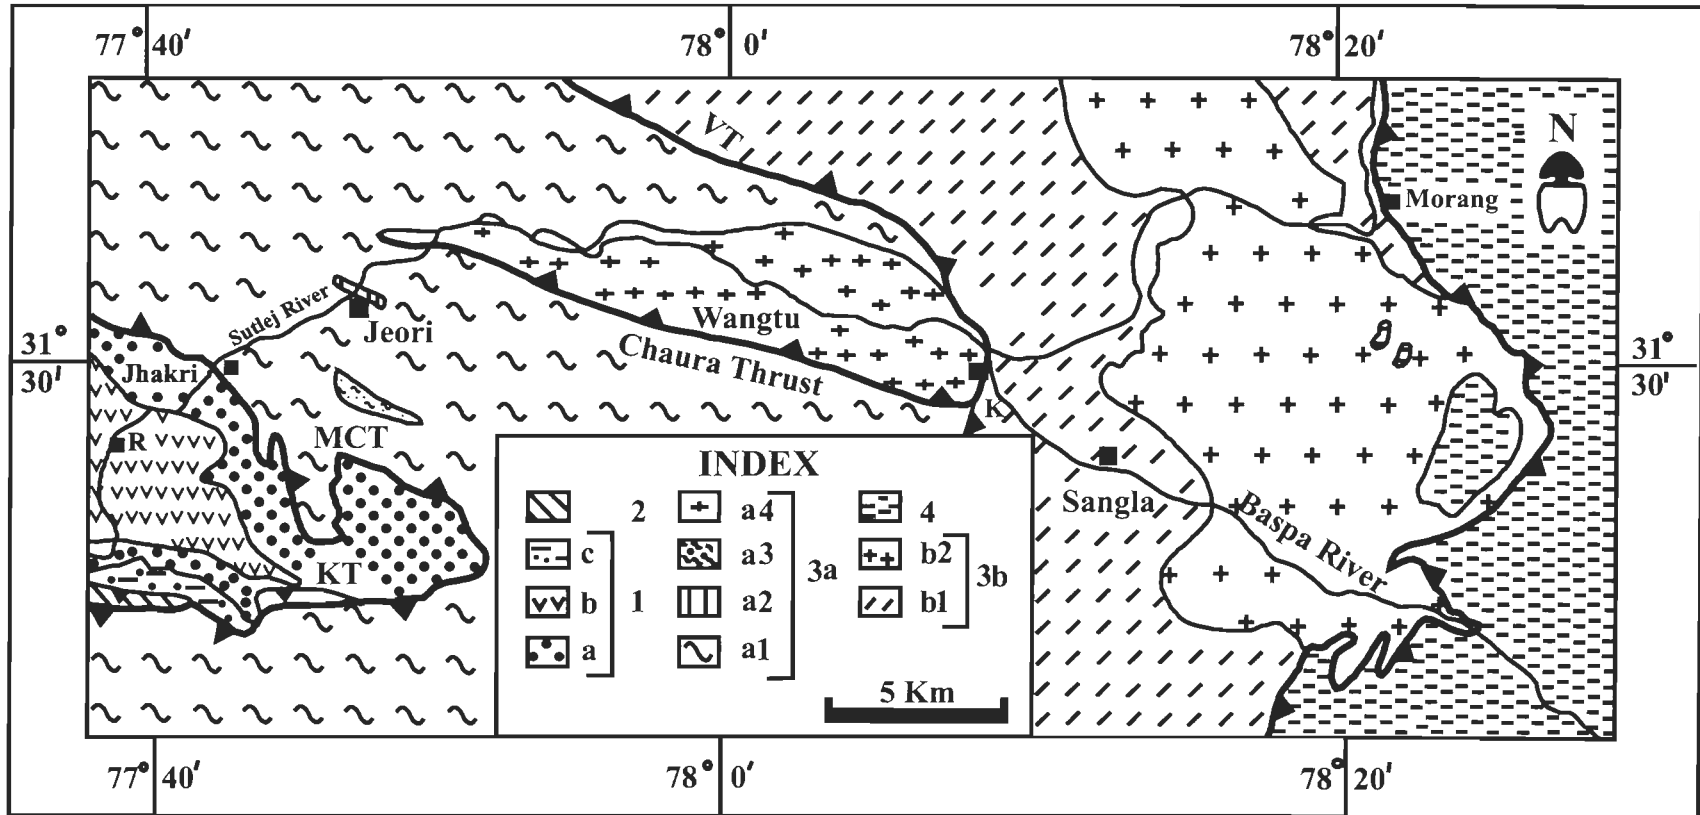 77° 40′ 78° 0′ 78° 20′
VT
N
Morang
Sutlej River
Jeori
Wangtu
31° 30′
Chaura Thrust
31° 30′
Jhakri
K
R
MCT
Sangla
Baspa River
KT
INDEX
2 a4 4
c a3 b2
3a 3b
b 1 a2 b1
a a1
5 Km
77° 40′ 78° 0′ 78° 20′